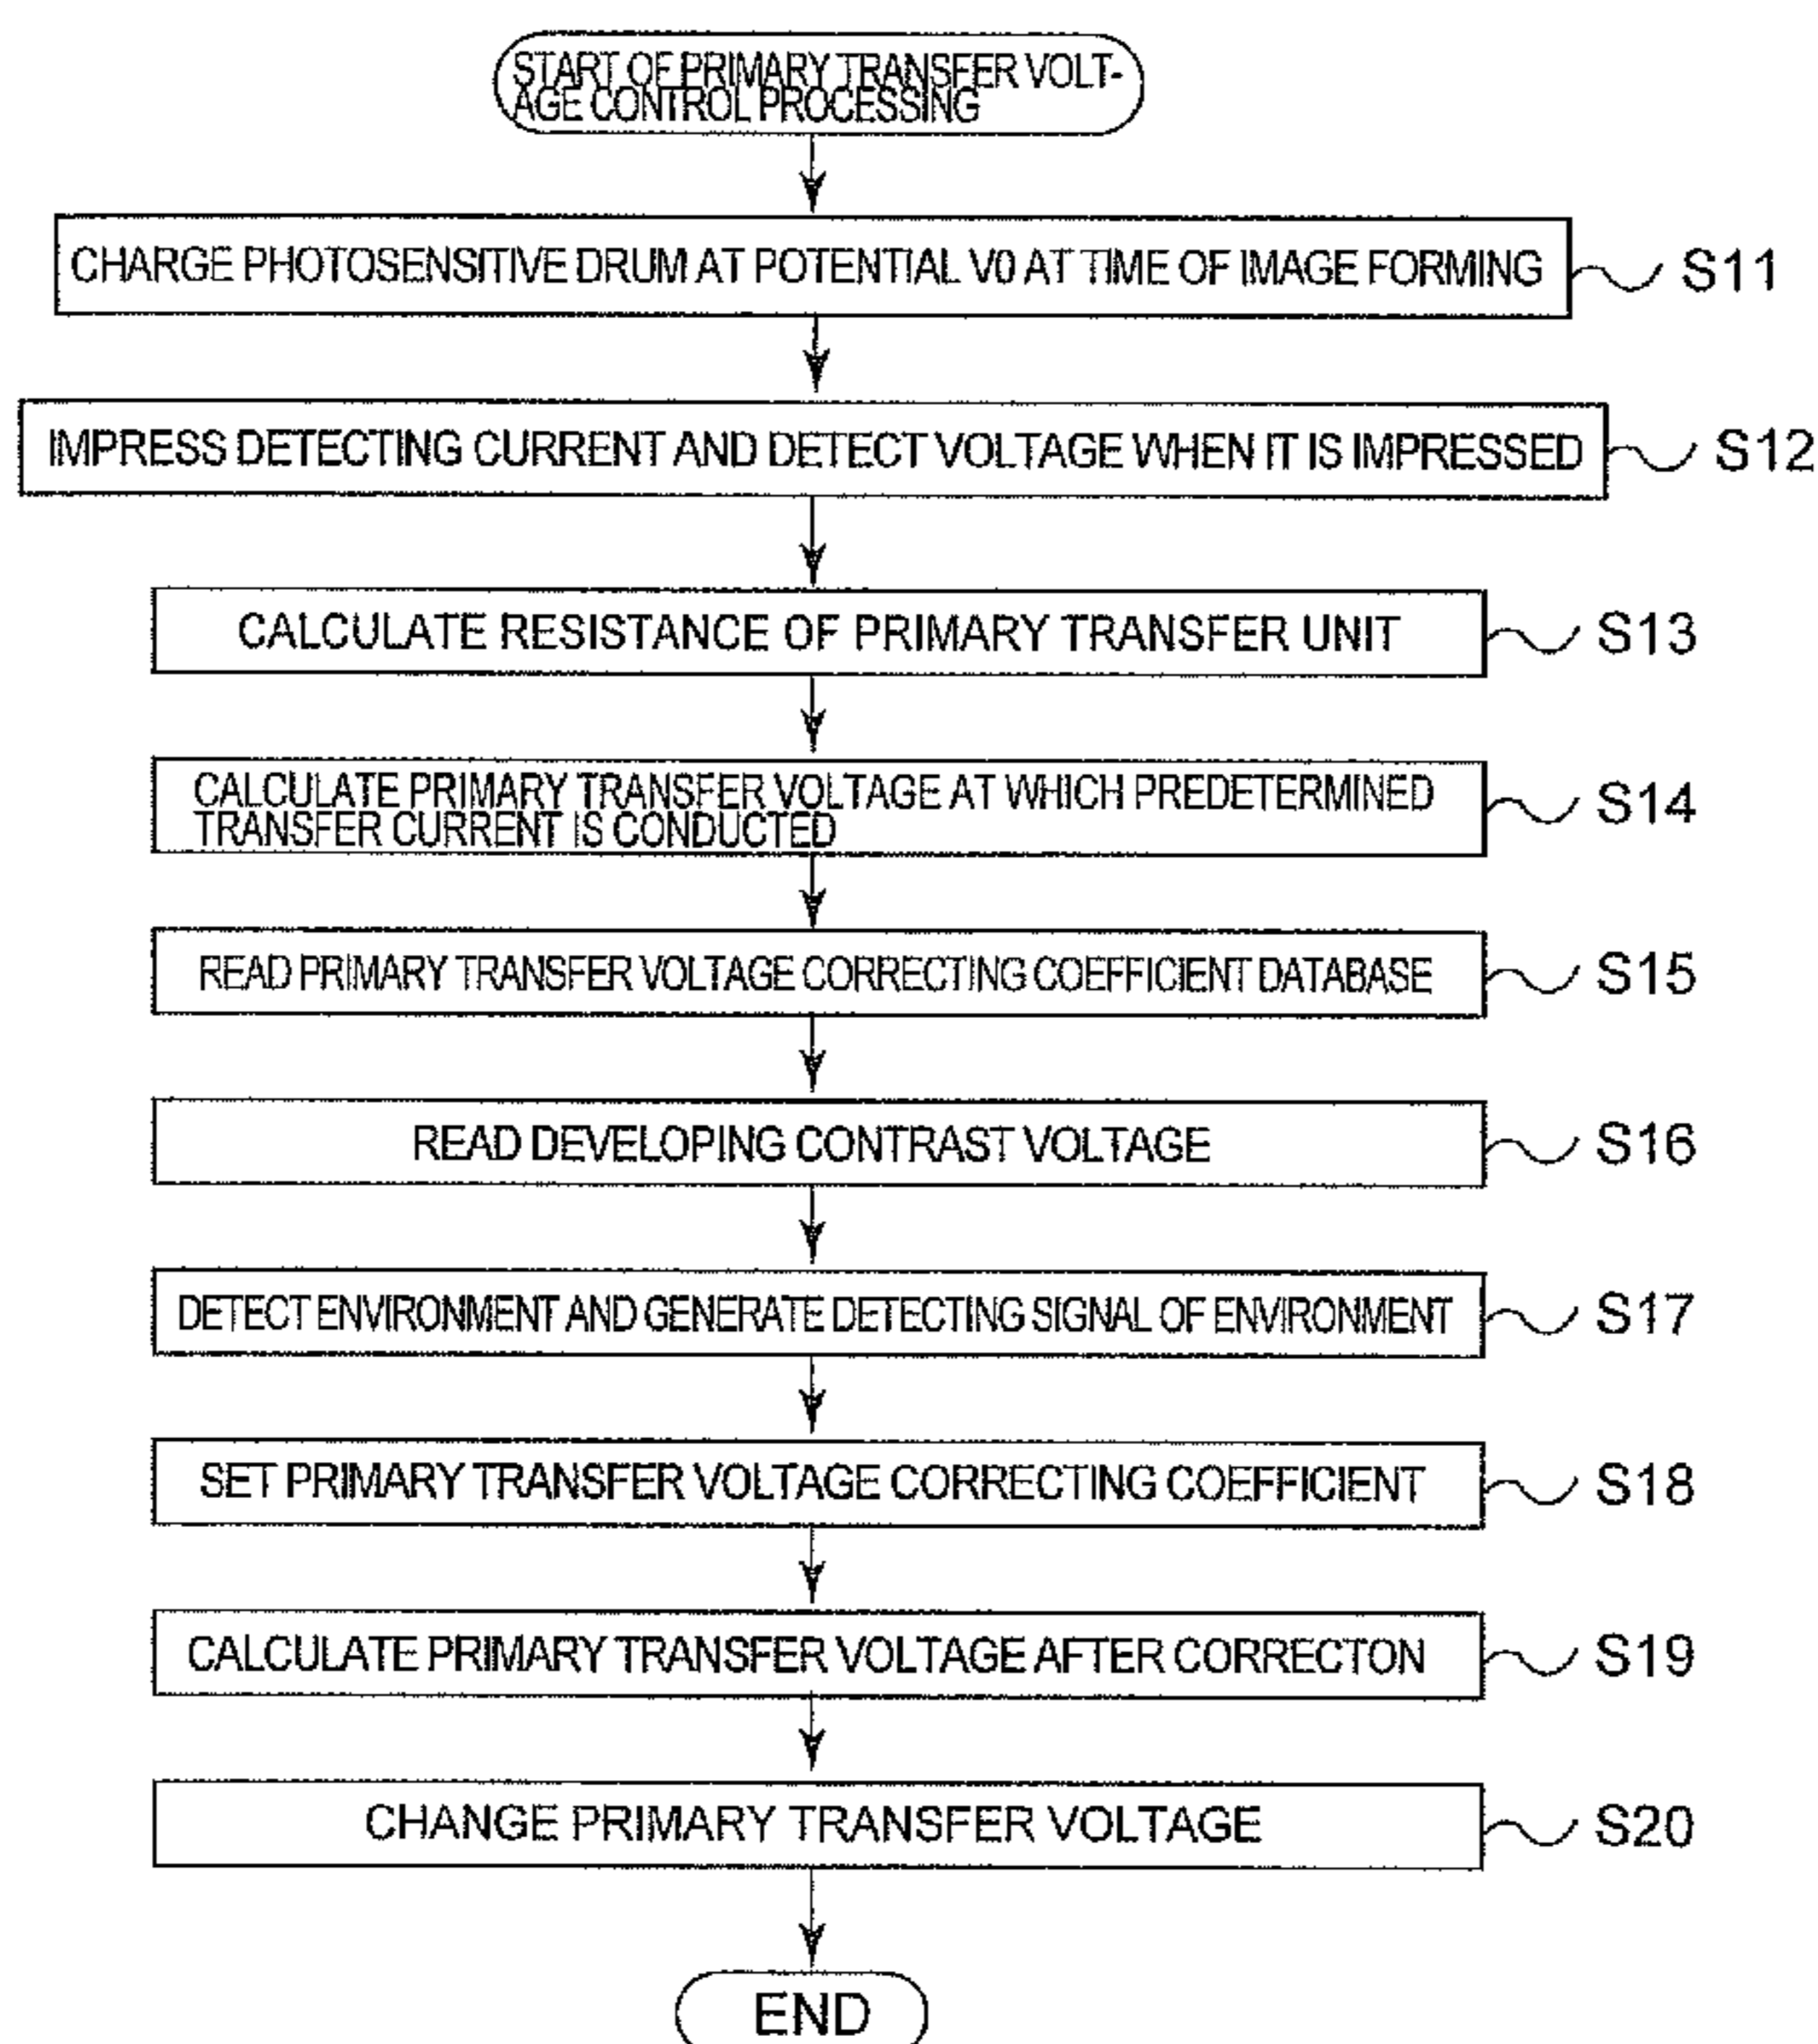 START OF PRIMARY TRANSFER VOLT-
AGE CONTROL PROCESSING
CHARGE PHOTOSENSITIVE DRUM AT POTENTIAL V0 AT TIME OF IMAGE FORMING
S11
IMPRESS DETECTING CURRENT AND DETECT VOLTAGE WHEN IT IS IMPRESSED
S12
CALCULATE RESISTANCE OF PRIMARY TRANSFER UNIT
S13
CALCULATE PRIMARY TRANSFER VOLTAGE AT WHICH PREDETERMINED
TRANSFER CURRENT IS CONDUCTED
S14
READ PRIMARY TRANSFER VOLTAGE CORRECTING COEFFICIENT DATABASE
S15
READ DEVELOPING CONTRAST VOLTAGE
S16
DETECT ENVIRONMENT AND GENERATE DETECTING SIGNAL OF ENVIRONMENT
S17
SET PRIMARY TRANSFER VOLTAGE CORRECTING COEFFICIENT
S18
CALCULATE PRIMARY TRANSFER VOLTAGE AFTER CORRECTON
S19
CHANGE PRIMARY TRANSFER VOLTAGE
S20
END